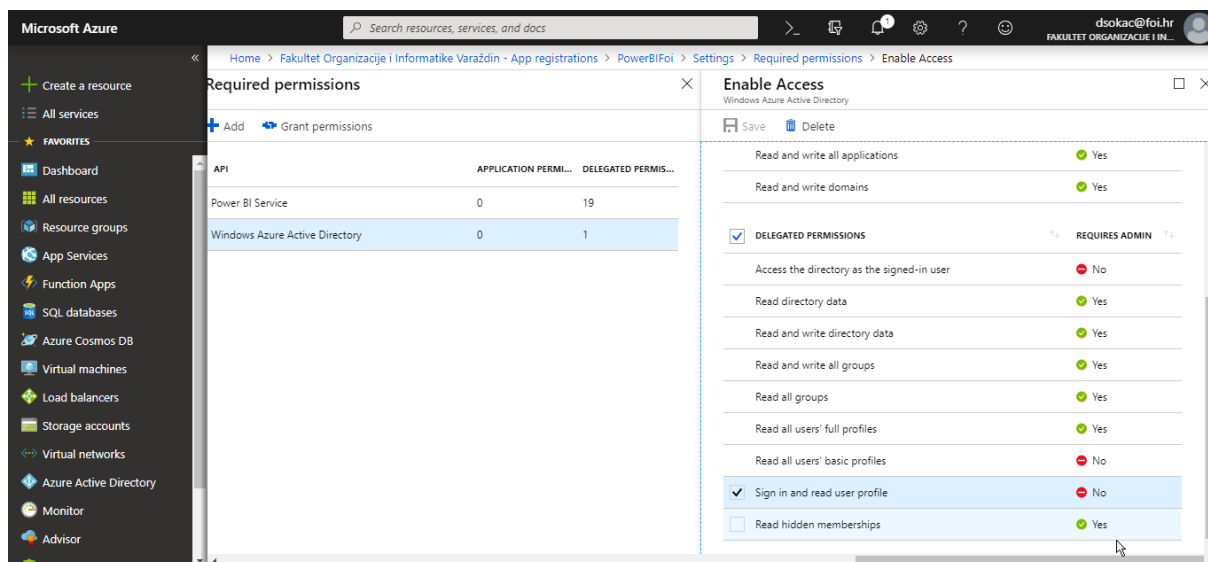 Microsoft Azure
Search resources, services, and docs
>_
1
?
dsokac@foi.hr
FAKULTET ORGANIZACIJE I IN...
«
Home > Fakultet Organizacije i Informatike Varaždin - App registrations > PowerBIFoi > Settings > Required permissions > Enable Access
Create a resource
All services
FAVORITES
Dashboard
All resources
Resource groups
App Services
Function Apps
SQL databases
Azure Cosmos DB
Virtual machines
Load balancers
Storage accounts
Virtual networks
Azure Active Directory
Monitor
Advisor
Required permissions
Add Grant permissions
API APPLICATION PERMI... DELEGATED PERMIS...
Power BI Service 0 19
Windows Azure Active Directory 0 1
Enable Access
Windows Azure Active Directory
Save Delete
Read and write all applications Yes
Read and write domains Yes
DELEGATED PERMISSIONS REQUIRES ADMIN
Access the directory as the signed-in user No
Read directory data Yes
Read and write directory data Yes
Read and write all groups Yes
Read all groups Yes
Read all users' full profiles Yes
Read all users' basic profiles No
Sign in and read user profile No
Read hidden memberships Yes